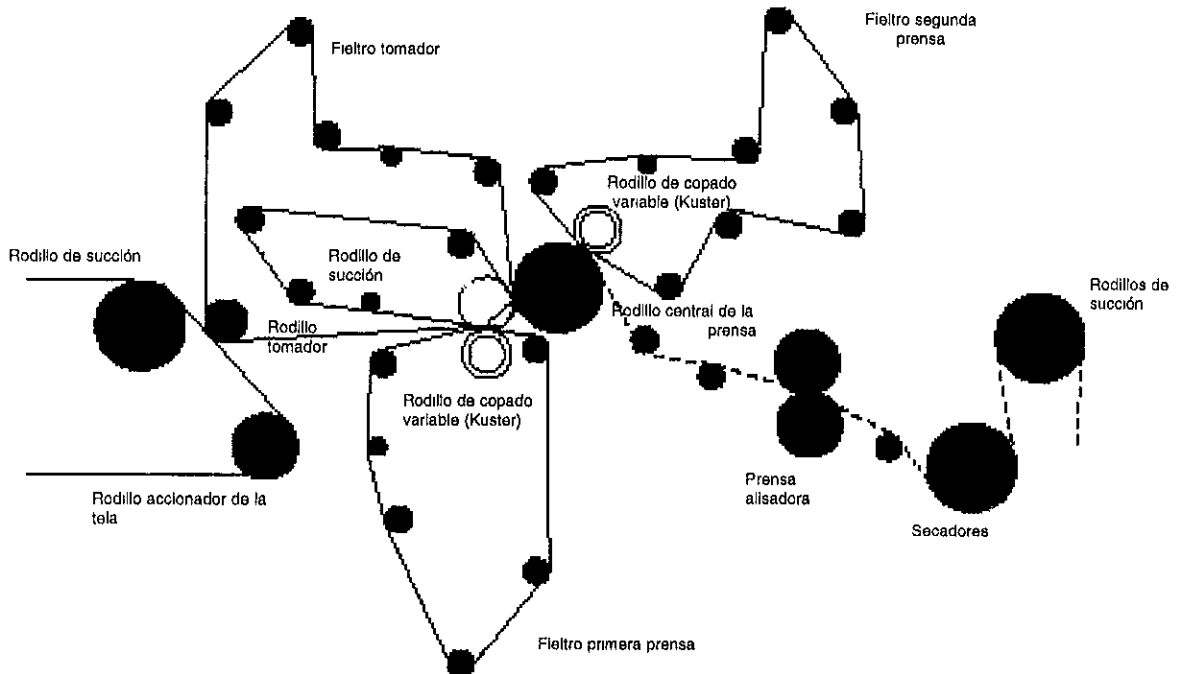 Fieltro tomador
Fieltro segunda
prensa
Rodillo de copado
variable (Kuster)
Rodillo de succión
Rodillo de
succión
Rodillos de
succión
Rodillo central de la
prensa
Rodillo
tomador
Rodillo de copado
variable (Kuster)
Prensa
alisadora
Rodillo accionador de la
tela
Secadores
Fieltro primera prensa